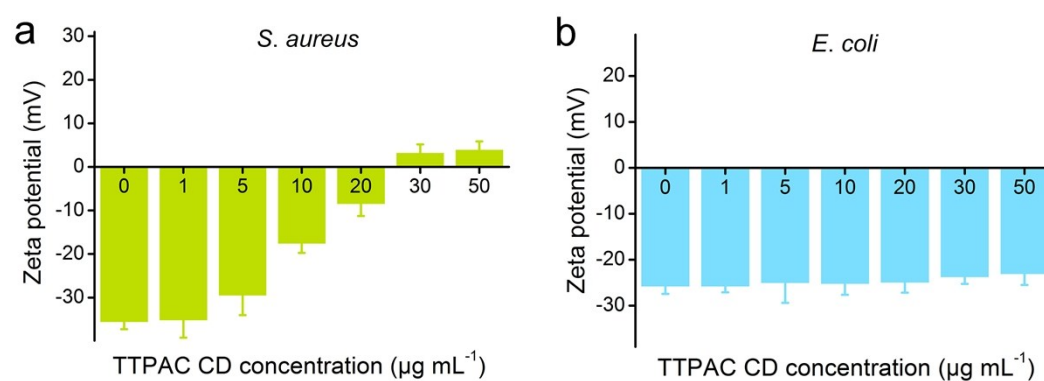 a
S. aureus
Zeta potential (mV)
30
20
10
0
-10
-20
-30
0 1 5 10 20 30 50
TTPAC CD concentration (µg mL⁻¹)
b
E. coli
Zeta potential (mV)
20
10
0
-10
-20
-30
0 1 5 10 20 30 50
TTPAC CD concentration (µg mL⁻¹)